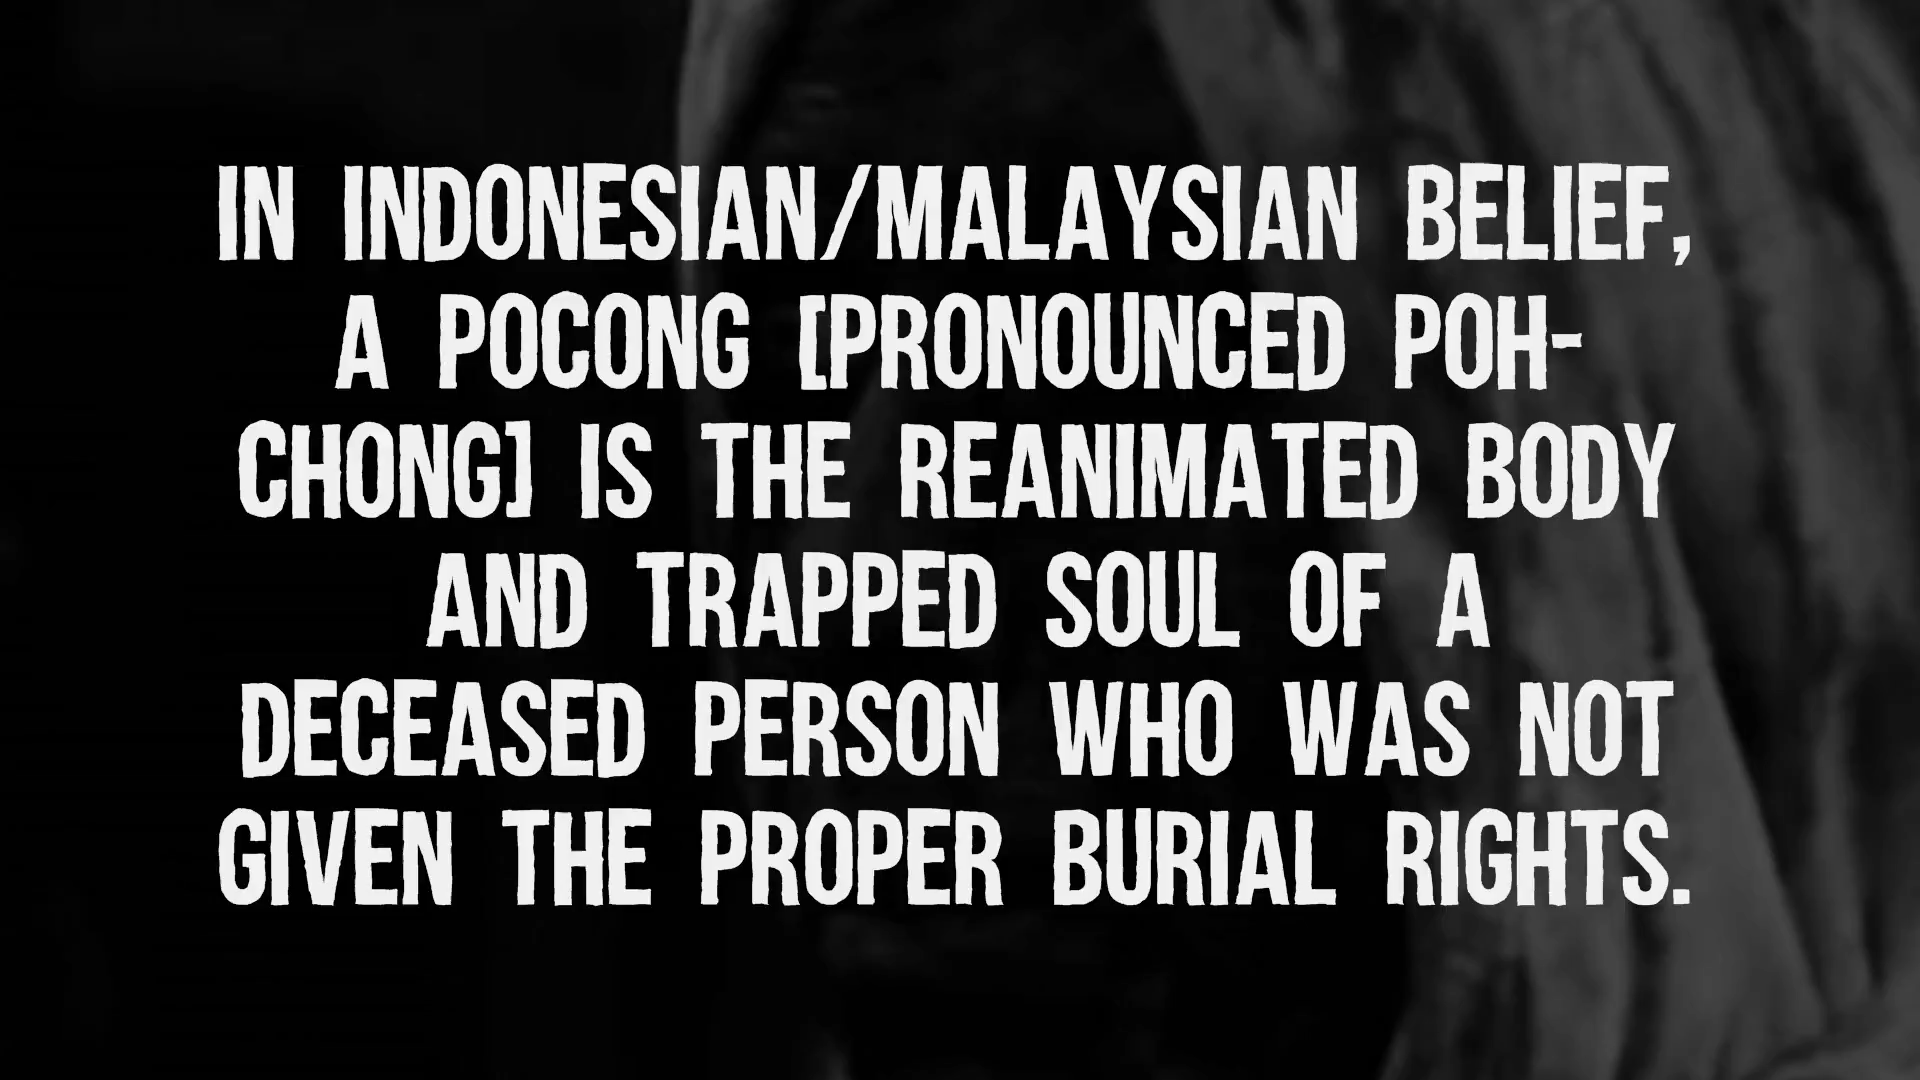 IN INDONESIAN/MALAYSIAN BELIEF,
A POCONG [PRONOUNCED POH-
CHONG] IS THE REANIMATED BODY
AND TRAPPED SOUL OF A
DECEASED PERSON WHO WAS NOT
GIVEN THE PROPER BURIAL RIGHTS.